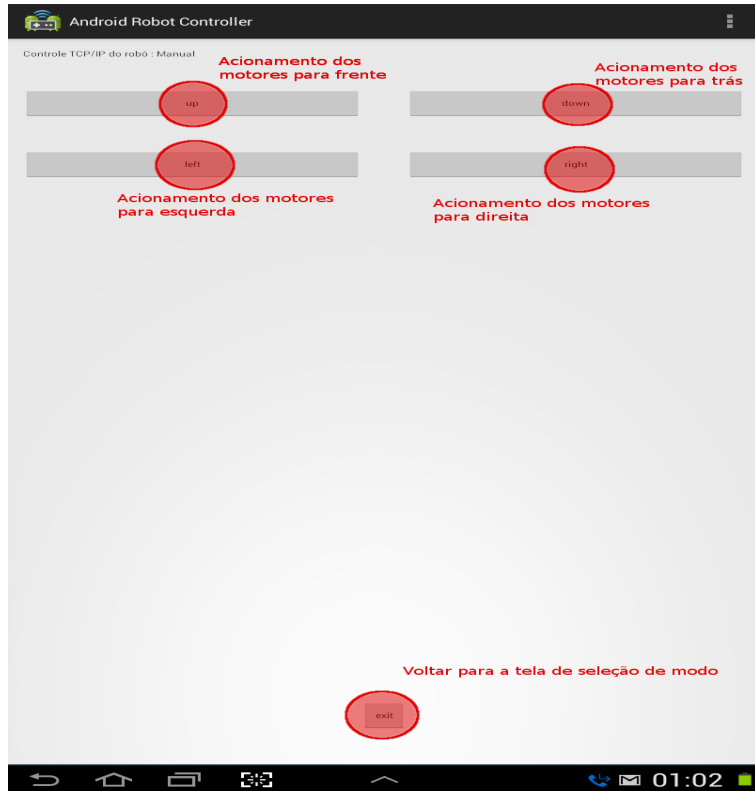 Android Robot Controller
Controle TCP/IP do robô : Manual
Acionamento dos
motores para frente
Acionamento dos
motores para trás
up
down
left
right
Acionamento dos motores
para esquerda
Acionamento dos motores
para direita
Voltar para a tela de seleção de modo
exit
01:02